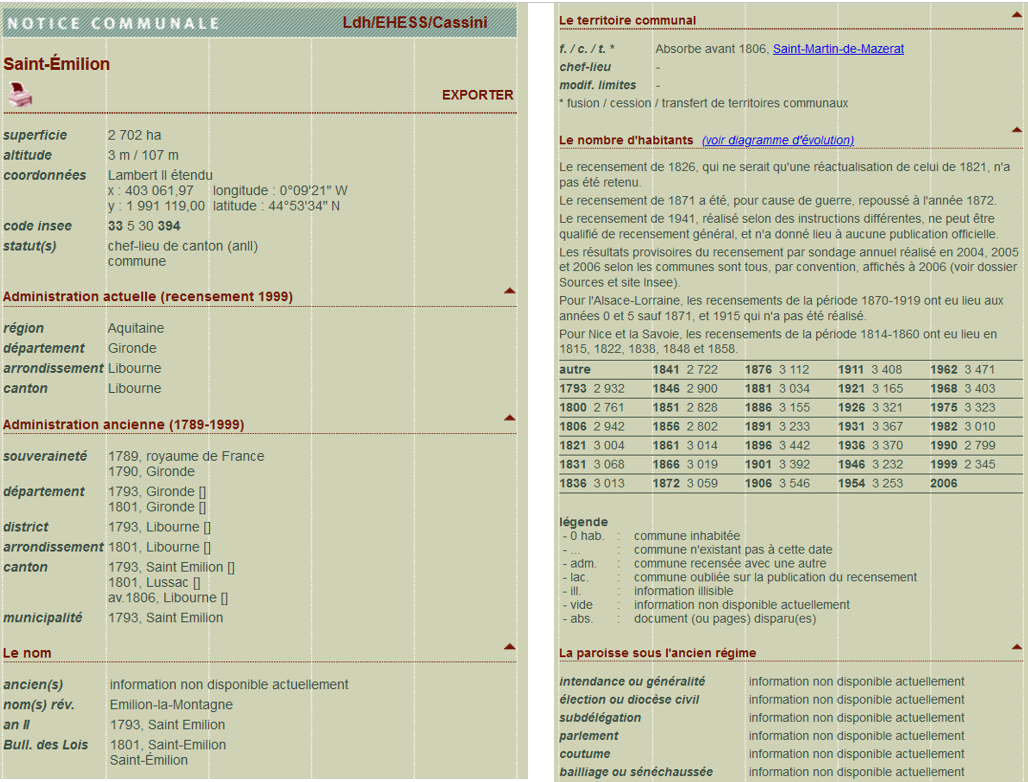 NOTICE COMMUNALE Ldh/EHESS/Cassini
Saint-Émilion
EXPORTER
superficie 2 702 ha
altitude 3 m / 107 m
coordonnées Lambert II étendu
x : 403 061,97 longitude : 0°09'21" W
y : 1 991 119,00 latitude : 44°53'34" N
code insee 33 5 30 394
statut(s) chef-lieu de canton (anll)
commune
Administration actuelle (recensement 1999)
région Aquitaine
département Gironde
arrondissement Libourne
canton Libourne
Administration ancienne (1789-1999)
souveraineté 1789, royaume de France
1790, Gironde
département 1793, Gironde []
1801, Gironde []
district 1793, Libourne []
arrondissement 1801, Libourne []
canton 1793, Saint Emilion []
1801, Lussac []
av.1806, Libourne []
municipalité 1793, Saint Emilion
Le nom
ancien(s) information non disponible actuellement
nom(s) rév. Emilion-la-Montagne
an II 1793, Saint Emilion
Bull. des Lois 1801, Saint-Emilion
Saint-Émilion
Le territoire communal
f. / c. / t. * Absorbe avant 1806, Saint-Martin-de-Mazerat
chef-lieu -
modif. limites -
* fusion / cession / transfert de territoires communaux
Le nombre d'habitants (voir diagramme d'évolution)
Le recensement de 1826, qui ne serait qu'une réactualisation de celui de 1821, n'a
pas été retenu.
Le recensement de 1871 a été, pour cause de guerre, repoussé à l'année 1872.
Le recensement de 1941, réalisé selon des instructions différentes, ne peut être
qualifié de recensement général, et n'a donné lieu à aucune publication officielle.
Les résultats provisoires du recensement par sondage annuel réalisé en 2004, 2005
et 2006 selon les communes sont tous, par convention, affichés à 2006 (voir dossier
Sources et site Insee).
Pour l'Alsace-Lorraine, les recensements de la période 1870-1919 ont eu lieu aux
années 0 et 5 sauf 1871, et 1915 qui n'a pas été réalisé.
Pour Nice et la Savoie, les recensements de la période 1814-1860 ont eu lieu en
1815, 1822, 1838, 1848 et 1858.
autre 1841 2 722 1876 3 112 1911 3 408 1962 3 471
1793 2 932 1846 2 900 1881 3 034 1921 3 165 1968 3 403
1800 2 761 1851 2 828 1886 3 155 1926 3 321 1975 3 323
1806 2 942 1856 2 802 1891 3 233 1931 3 367 1982 3 010
1821 3 004 1861 3 014 1896 3 442 1936 3 370 1990 2 799
1831 3 068 1866 3 019 1901 3 392 1946 3 232 1999 2 345
1836 3 013 1872 3 059 1906 3 546 1954 3 253 2006
légende
- 0 hab. : commune inhabitée
- ... : commune n'existant pas à cette date
- adm. : commune recensée avec une autre
- lac. : commune oubliée sur la publication du recensement
- ill. : information illisible
- vide : information non disponible actuellement
- abs. : document (ou pages) disparu(es)
La paroisse sous l'ancien régime
intendance ou généralité information non disponible actuellement
élection ou diocèse civil information non disponible actuellement
subdélégation information non disponible actuellement
parlement information non disponible actuellement
coutume information non disponible actuellement
bailliage ou sénéchaussée information non disponible actuellement